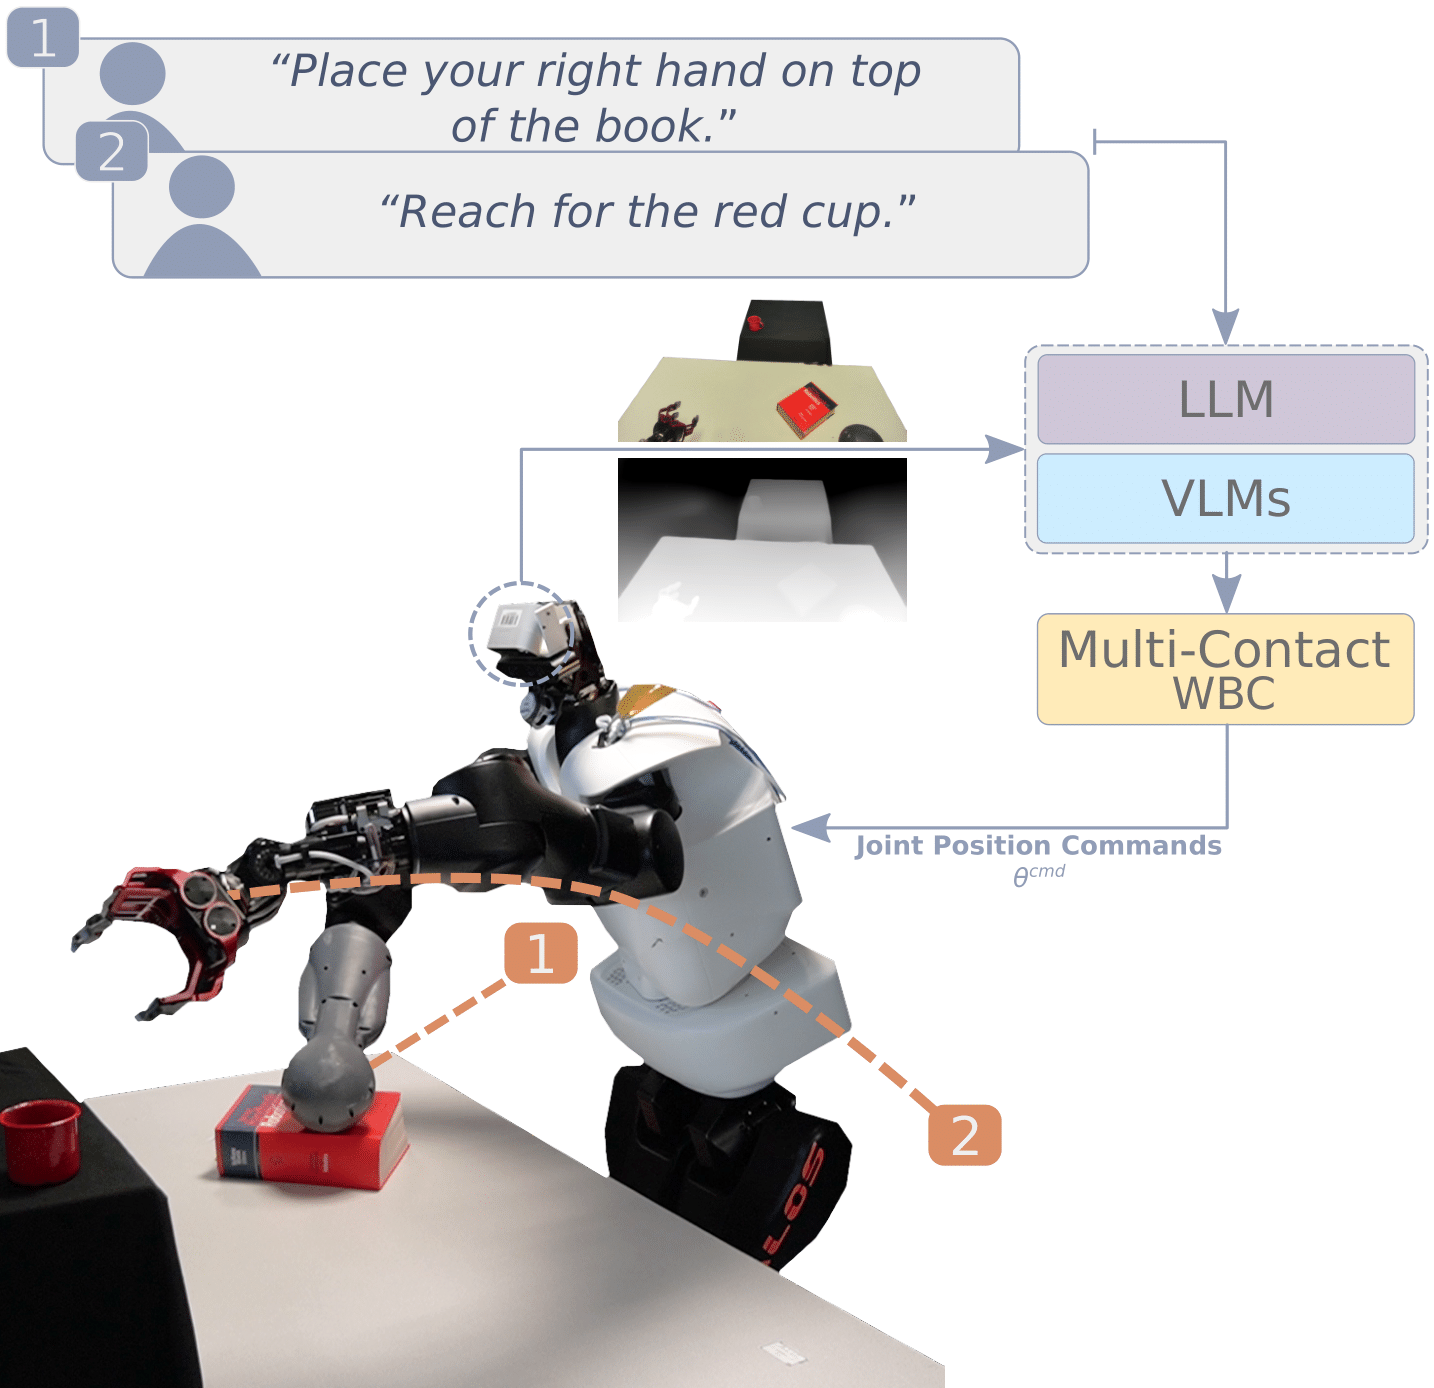 1
“Place your right hand on top
of the book.”
2
“Reach for the red cup.”
LLM
VLMs
Multi-Contact
WBC
Joint Position Commands
θcmd
1
2